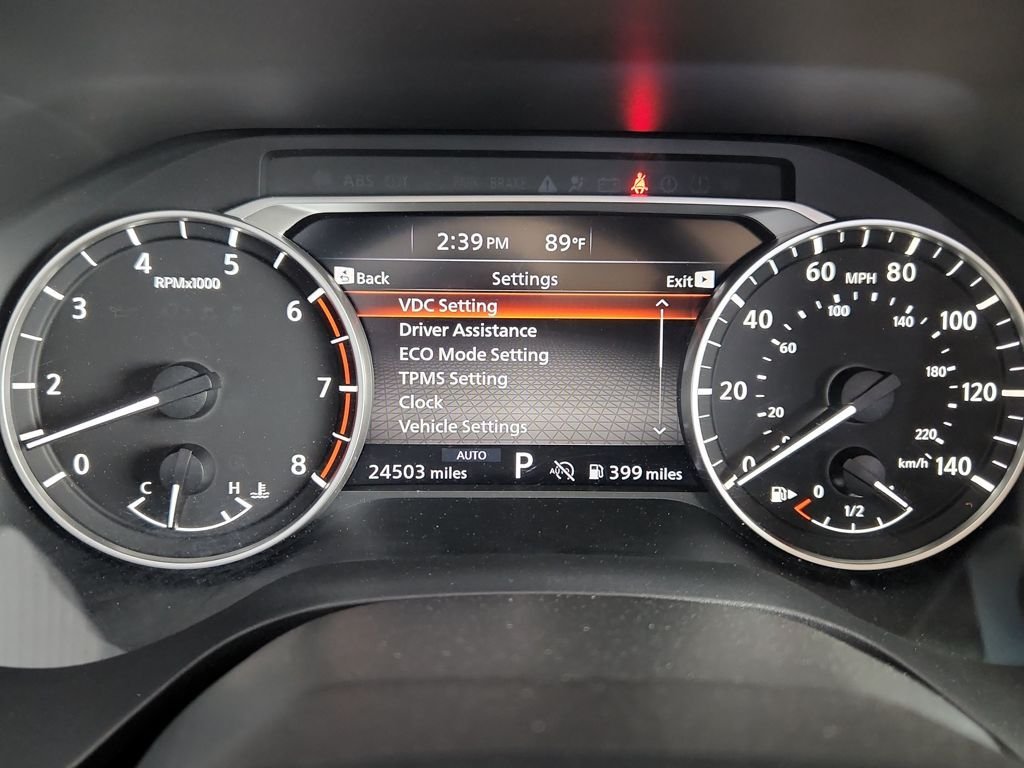 ABS
BRAKE
2:39 PM 89°F
Back Settings Exit
VDC Setting
Driver Assistance
ECO Mode Setting
TPMS Setting
Clock
Vehicle Settings
AUTO
24503 miles P AUTO 399 miles
RPMx1000
0
2
3
4
5
6
7
8
C H
MPH
0
20
40
60
80
100
120
140
km/h
0
20
60
100
140
180
220
0 1/2